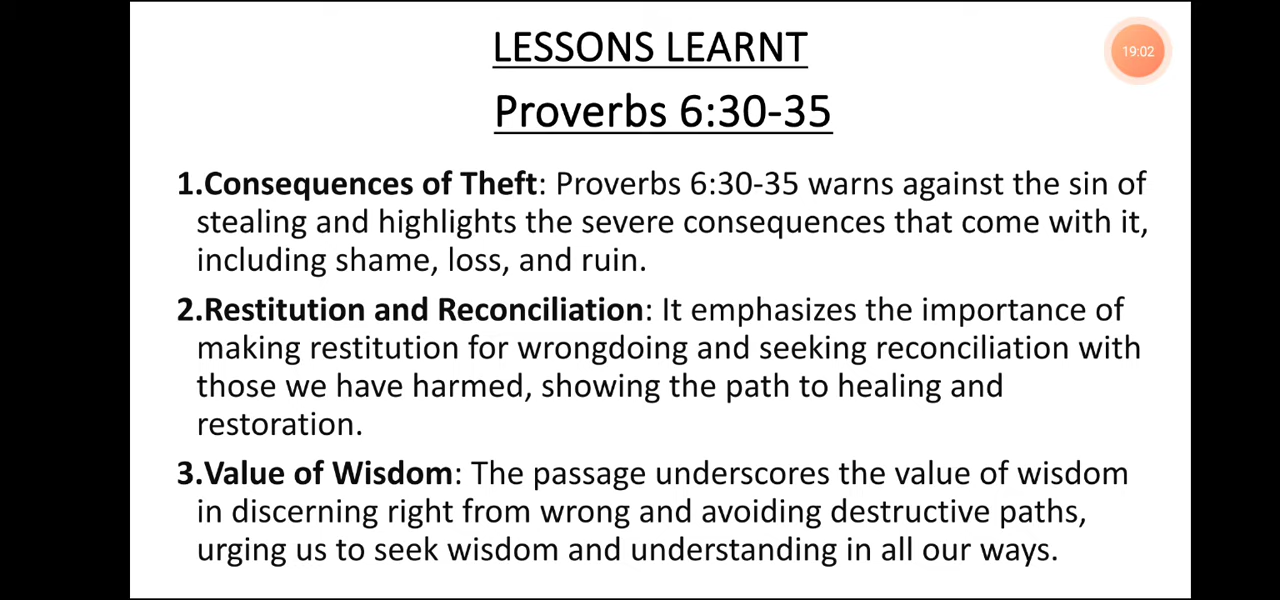 LESSONS LEARNT
19:02
Proverbs 6:30-35
1.Consequences of Theft: Proverbs 6:30-35 warns against the sin of
stealing and highlights the severe consequences that come with it,
including shame, loss, and ruin.
2.Restitution and Reconciliation: It emphasizes the importance of
making restitution for wrongdoing and seeking reconciliation with
those we have harmed, showing the path to healing and
restoration.
3.Value of Wisdom: The passage underscores the value of wisdom
in discerning right from wrong and avoiding destructive paths,
urging us to seek wisdom and understanding in all our ways.